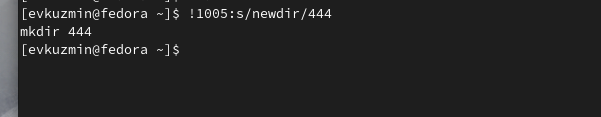 [evkuzmin@fedora ~]$ !1005:s/newdir/444
mkdir 444
[evkuzmin@fedora ~]$